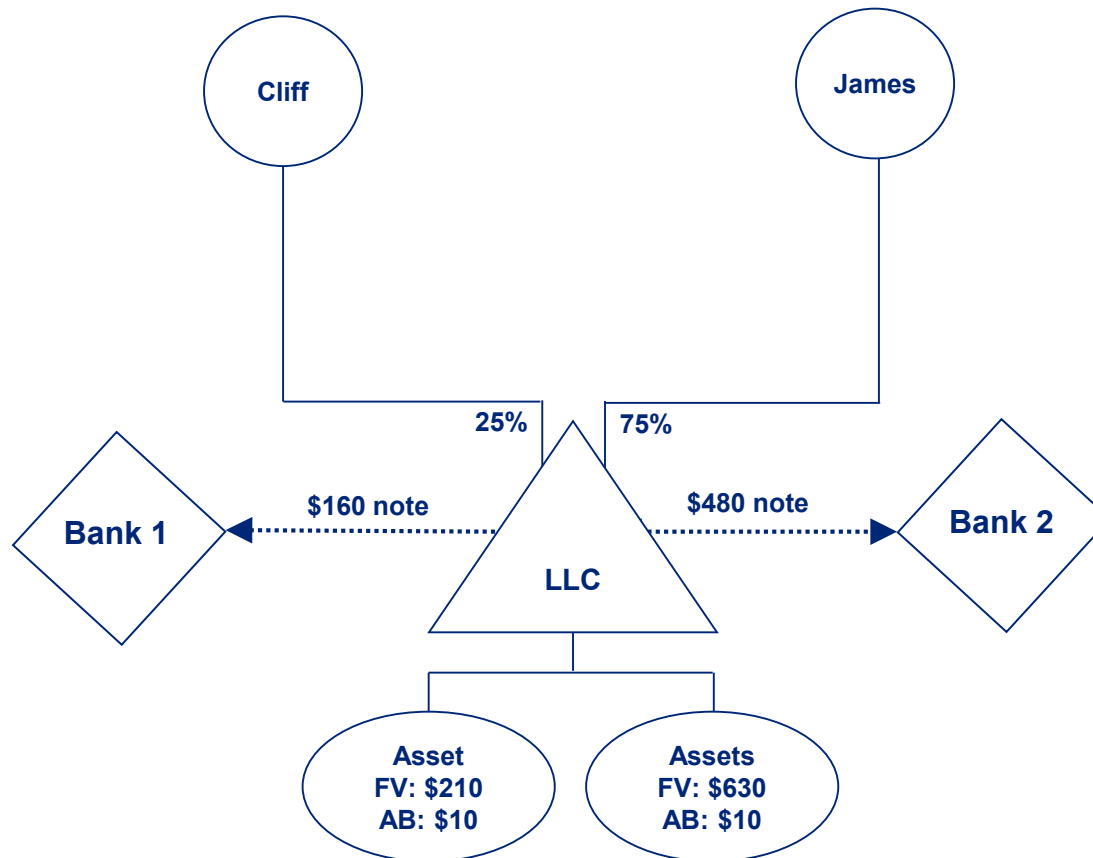 Cliff
James
25%
75%
Bank 1
$160 note
$480 note
Bank 2
LLC
Asset
FV: $210
AB: $10
Assets
FV: $630
AB: $10